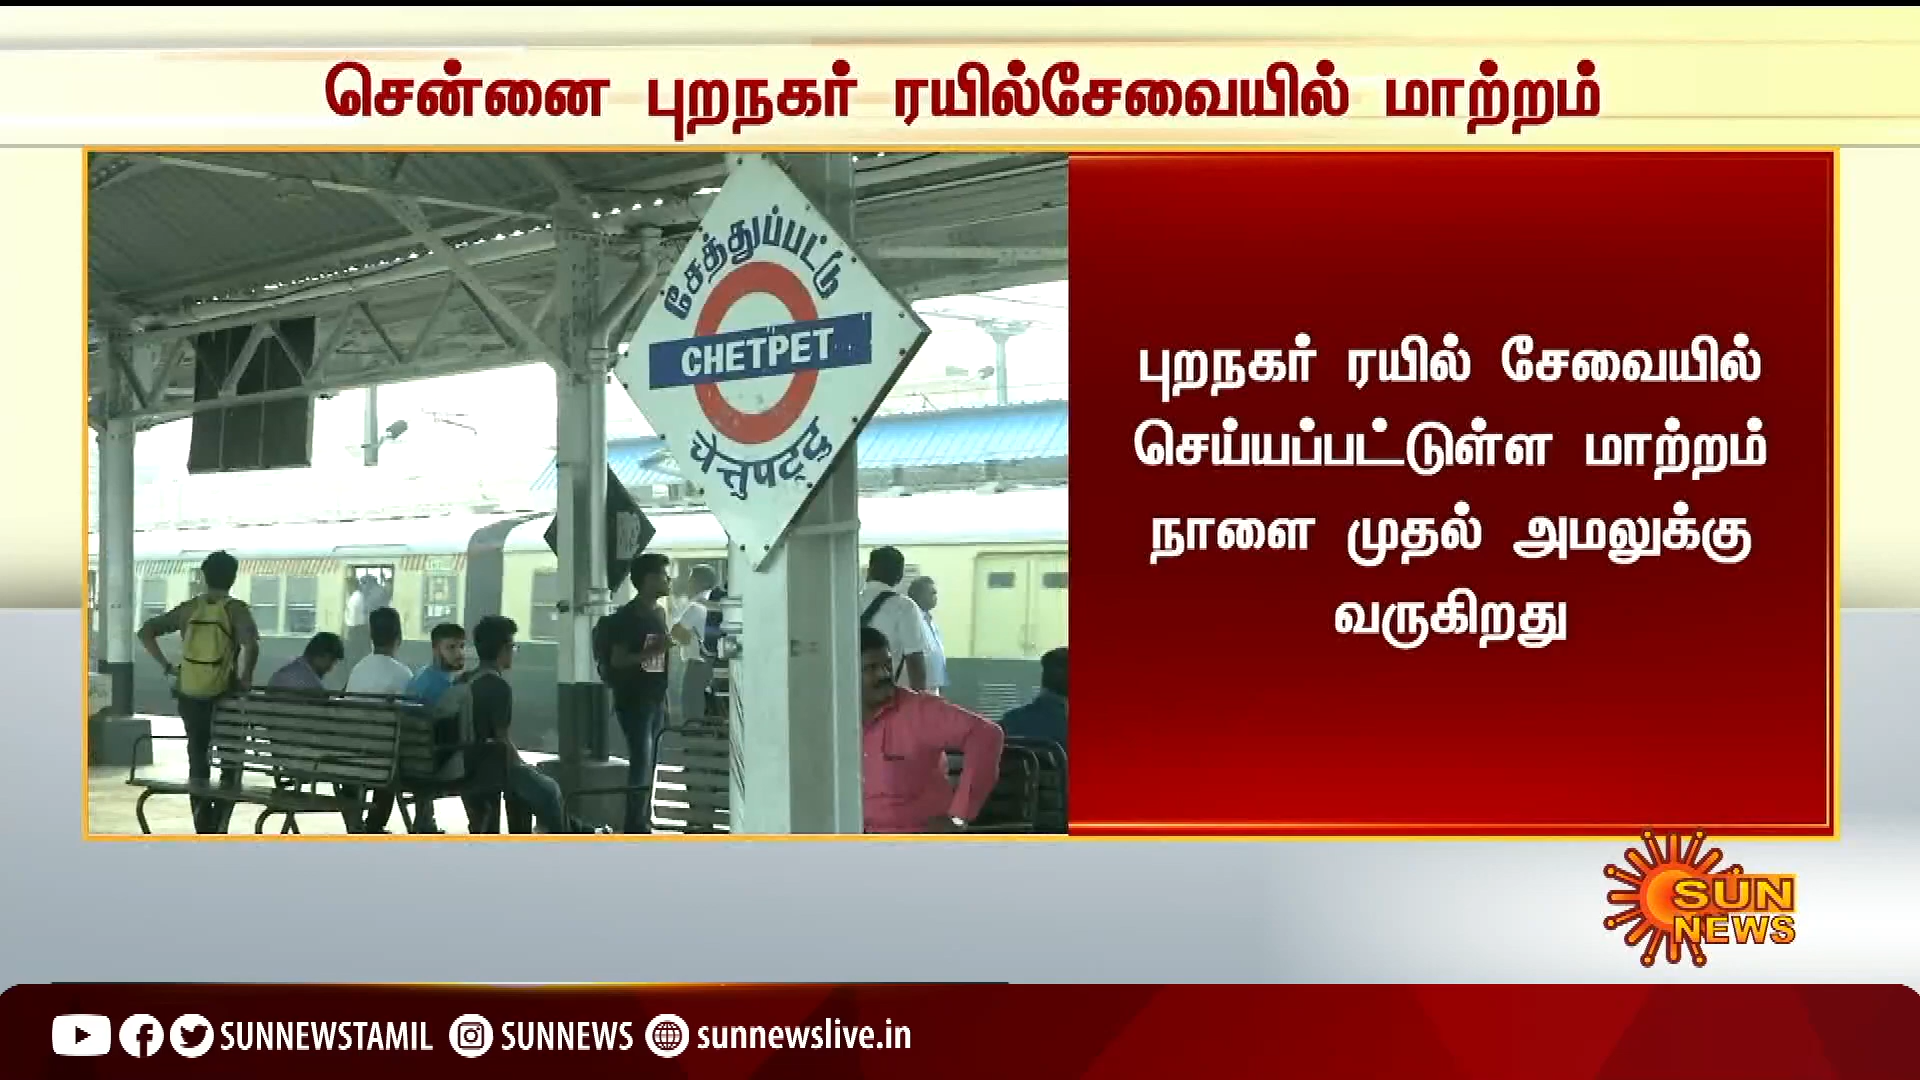 சென்னை புறநகர் ரயில்சேவையில் மாற்றம்
சேத்துப்பட்டு
CHETPET
चेत्तुपट्टु
புறநகர் ரயில் சேவையில்
செய்யப்பட்டுள்ள மாற்றம்
நாளை முதல் அமலுக்கு
வருகிறது
SUN
NEWS
SUNNEWSTAMIL SUNNEWS sunnewslive.in